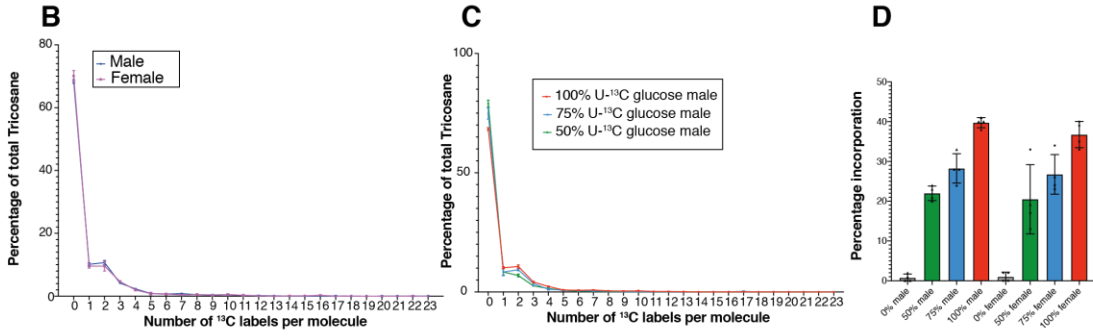 B
Percentage of total Tricosane
80
60
40
20
0
Male
Female
0 1 2 3 4 5 6 7 8 9 10 11 12 13 14 15 16 17 18 19 20 21 22 23
Number of ¹³C labels per molecule
C
Percentage of total Tricosane
100
50
0
100% U-¹³C glucose male
75% U-¹³C glucose male
50% U-¹³C glucose male
0 1 2 3 4 5 6 7 8 9 10 11 12 13 14 15 16 17 18 19 20 21 22 23
Number of ¹³C labels per molecule
D
Percentage incorporation
50
40
30
20
10
0
0% male
50% male
75% male
100% male
0% female
50% female
75% female
100% female